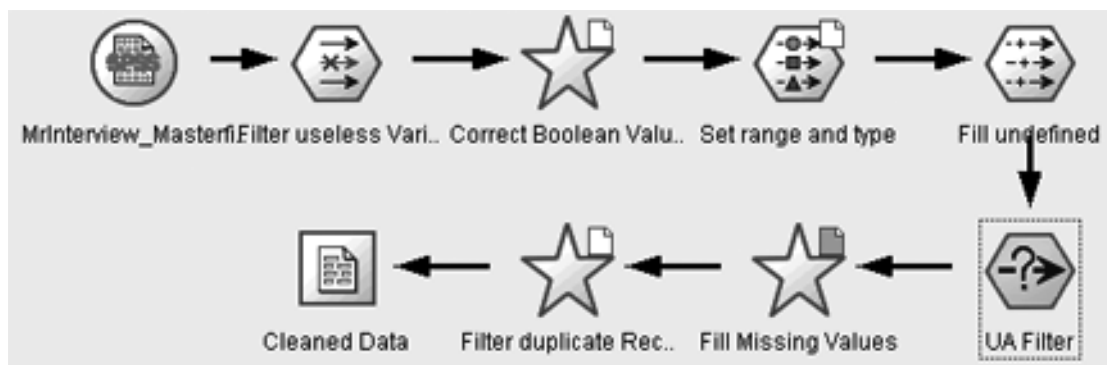 MrInterview_Masterfi..
Filter useless Vari..
Correct Boolean Valu..
Set range and type
Fill undefined
Cleaned Data
Filter duplicate Rec..
Fill Missing Values
UA Filter